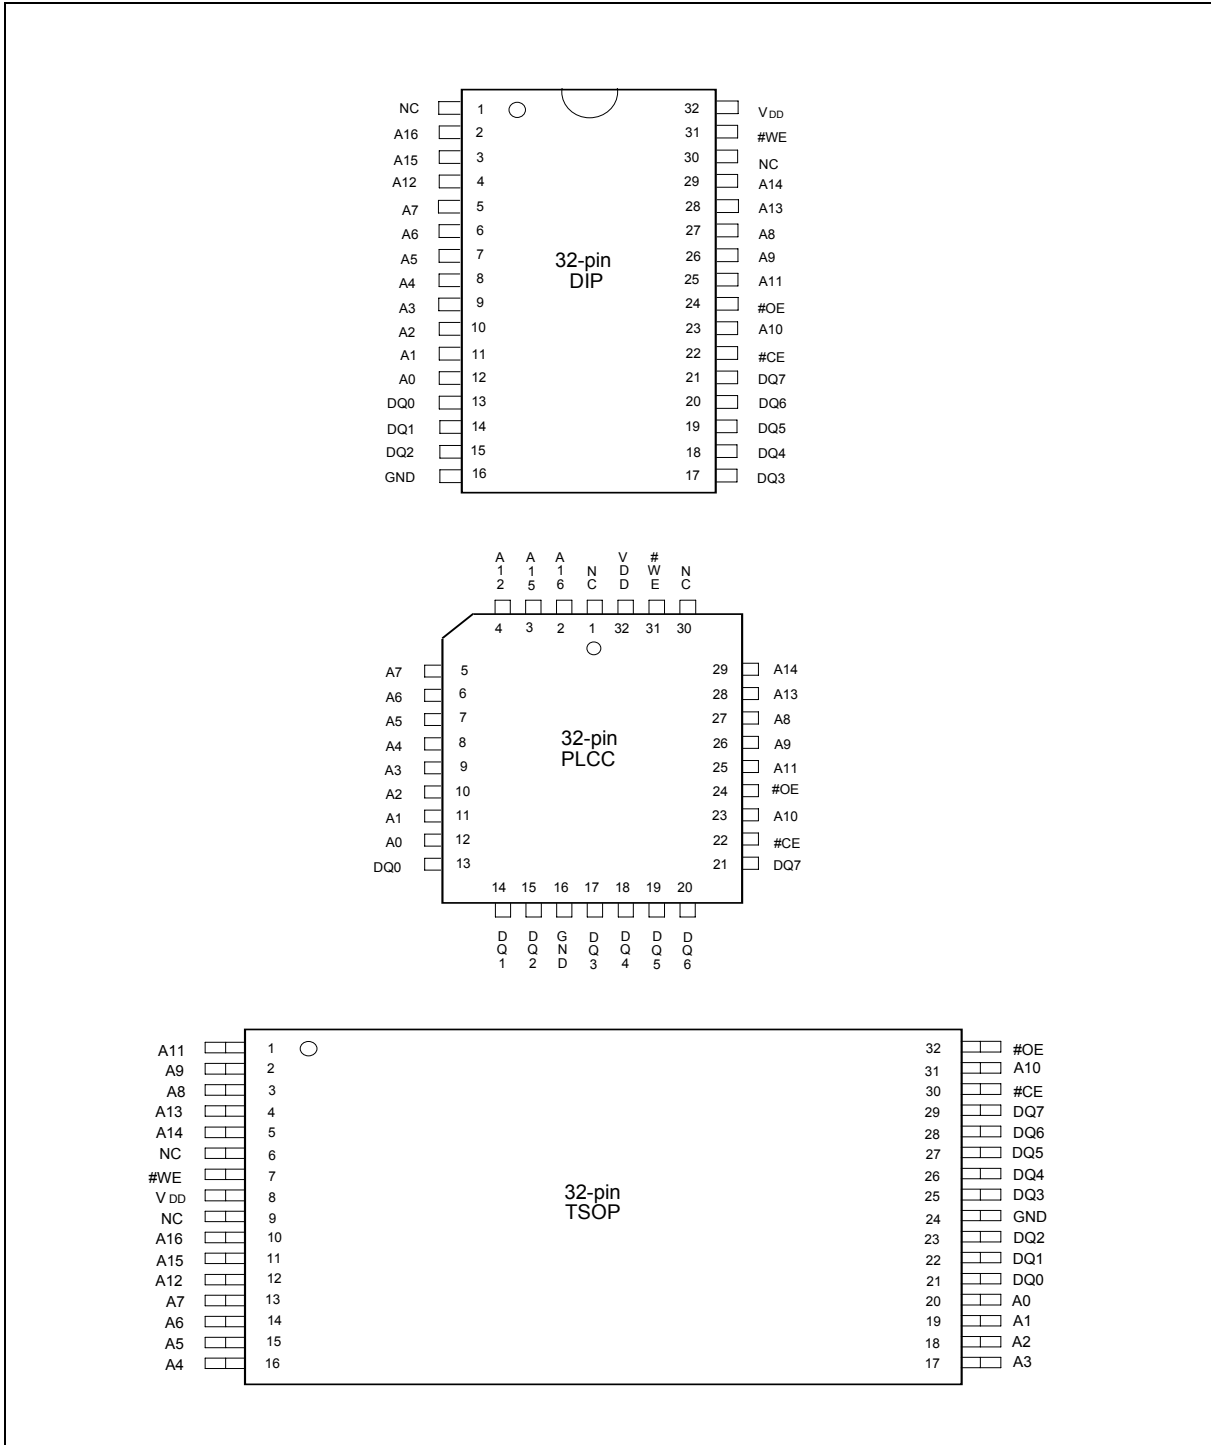 NC 1 32 VDD
A16 2 31 #WE
A15 3 30 NC
A12 4 29 A14
A7 5 28 A13
A6 6 27 A8
A5 7 26 A9
A4 8 25 A11
A3 9 24 #OE
A2 10 23 A10
A1 11 22 #CE
A0 12 21 DQ7
DQ0 13 20 DQ6
DQ1 14 19 DQ5
DQ2 15 18 DQ4
GND 16 17 DQ3
32-pin
DIP
A12 A15 A16 NC VDD #WE NC
4 3 2 1 32 31 30
A7 5 29 A14
A6 6 28 A13
A5 7 27 A8
A4 8 26 A9
A3 9 25 A11
A2 10 24 #OE
A1 11 23 A10
A0 12 22 #CE
DQ0 13 21 DQ7
32-pin
PLCC
14 15 16 17 18 19 20
DQ1 DQ2 GND DQ3 DQ4 DQ5 DQ6
A11 1 32 #OE
A9 2 31 A10
A8 3 30 #CE
A13 4 29 DQ7
A14 5 28 DQ6
NC 6 27 DQ5
#WE 7 26 DQ4
VDD 8 25 DQ3
NC 9 24 GND
A16 10 23 DQ2
A15 11 22 DQ1
A12 12 21 DQ0
A7 13 20 A0
A6 14 19 A1
A5 15 18 A2
A4 16 17 A3
32-pin
TSOP